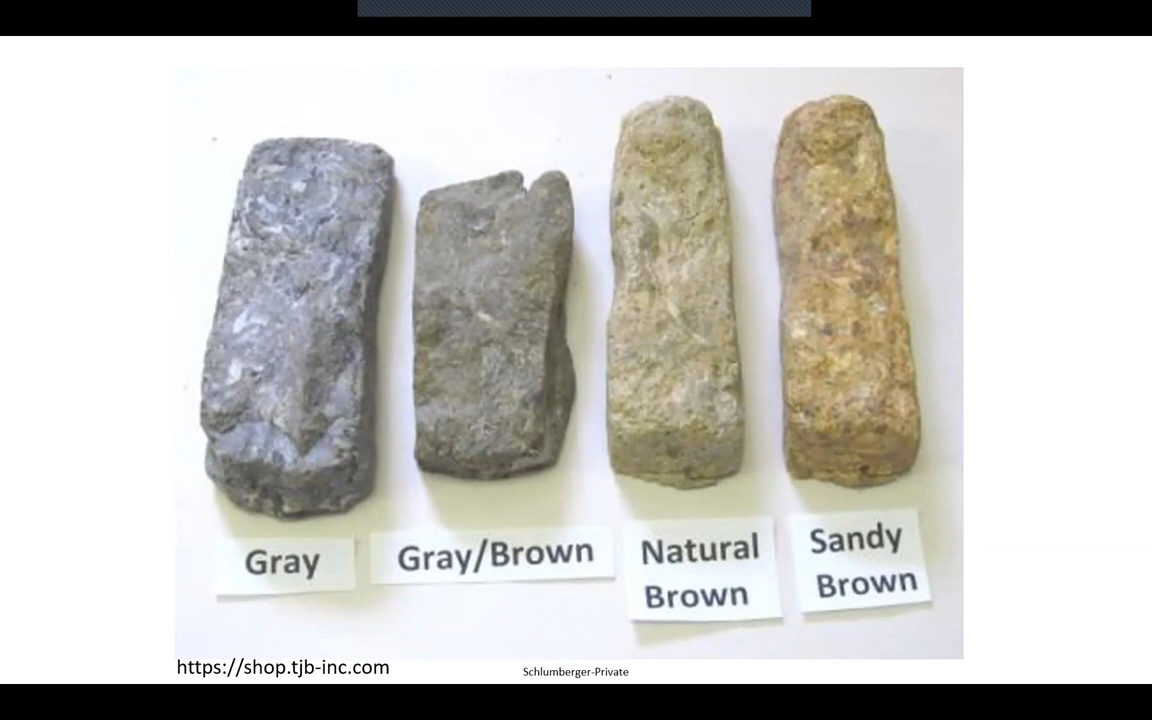 Gray
Gray/Brown
Natural
Brown
Sandy
Brown
https://shop.tjb-inc.com
Schlumberger-Private